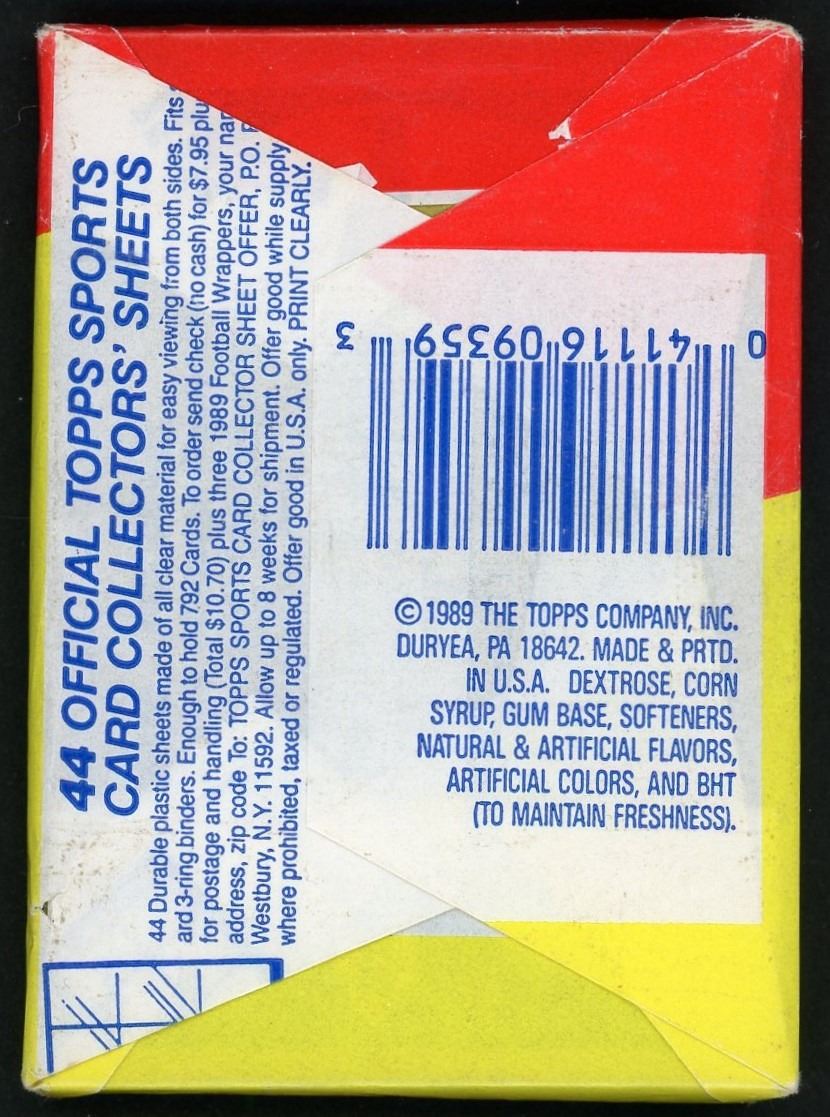 44 OFFICIAL TOPPS SPORTS
CARD COLLECTORS' SHEETS
44 Durable plastic sheets made of all clear material for easy viewing from both sides. Fits
and 3-ring binders. Enough to hold 792 Cards. To order send check (no cash) for $7.95 plu
for postage and handling (Total $10.70) plus three 1989 Football Wrappers, your nar
address, zip code To: TOPPS SPORTS CARD COLLECTOR SHEET OFFER, P.O.
Westbury, N.Y. 11592. Allow up to 8 weeks for shipment. Offer good while supply
where prohibited, taxed or regulated. Offer good in U.S.A. only. PRINT CLEARLY.
0 41116 09359 3
© 1989 THE TOPPS COMPANY, INC.
DURYEA, PA 18642. MADE & PRTD.
IN U.S.A. DEXTROSE, CORN
SYRUP, GUM BASE, SOFTENERS,
NATURAL & ARTIFICIAL FLAVORS,
ARTIFICIAL COLORS, AND BHT
(TO MAINTAIN FRESHNESS).